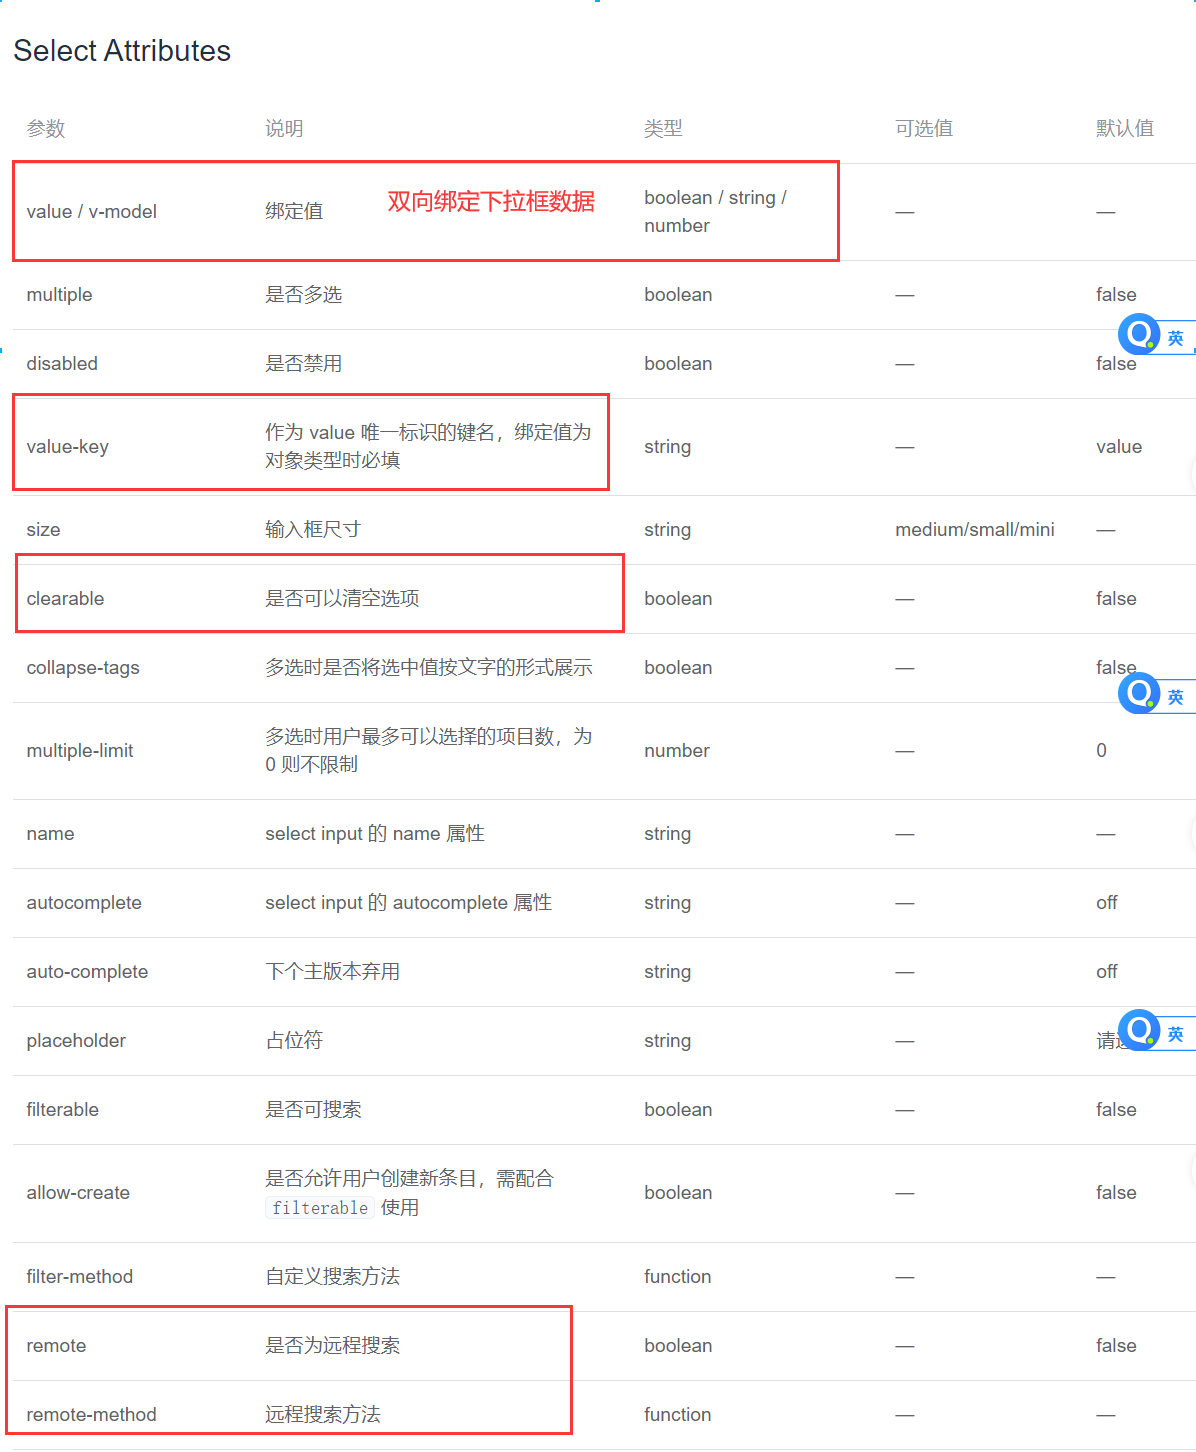 Select Attributes
参数 说明 类型 可选值 默认值
value / v-model 绑定值 双向绑定下拉框数据 boolean / string /
number — —
multiple 是否多选 boolean — false
英
disabled 是否禁用 boolean — false
value-key 作为 value 唯一标识的键名，绑定值为
对象类型时必填 string — value
size 输入框尺寸 string medium/small/mini —
clearable 是否可以清空选项 boolean — false
collapse-tags 多选时是否将选中值按文字的形式展示 boolean — false
英
multiple-limit 多选时用户最多可以选择的项目数，为
0 则不限制 number — 0
name select input 的 name 属性 string — —
autocomplete select input 的 autocomplete 属性 string — off
auto-complete 下个主版本弃用 string — off
placeholder 占位符 string — 请
英
filterable 是否可搜索 boolean — false
allow-create 是否允许用户创建新条目，需配合
filterable 使用 boolean — false
filter-method 自定义搜索方法 function — —
remote 是否为远程搜索 boolean — false
remote-method 远程搜索方法 function — —